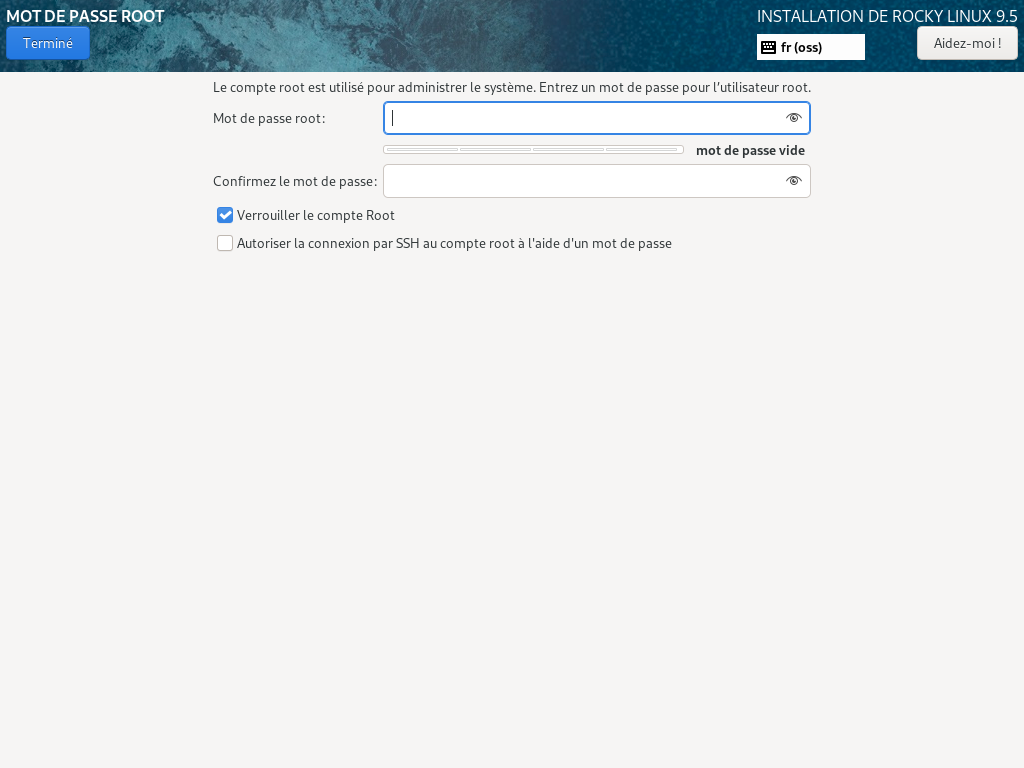 MOT DE PASSE ROOT
INSTALLATION DE ROCKY LINUX 9.5
Terminé
fr (oss)
Aidez-moi !
Le compte root est utilisé pour administrer le système. Entrez un mot de passe pour l'utilisateur root.
Mot de passe root:
mot de passe vide
Confirmez le mot de passe:
Verrouiller le compte Root
Autoriser la connexion par SSH au compte root à l'aide d'un mot de passe